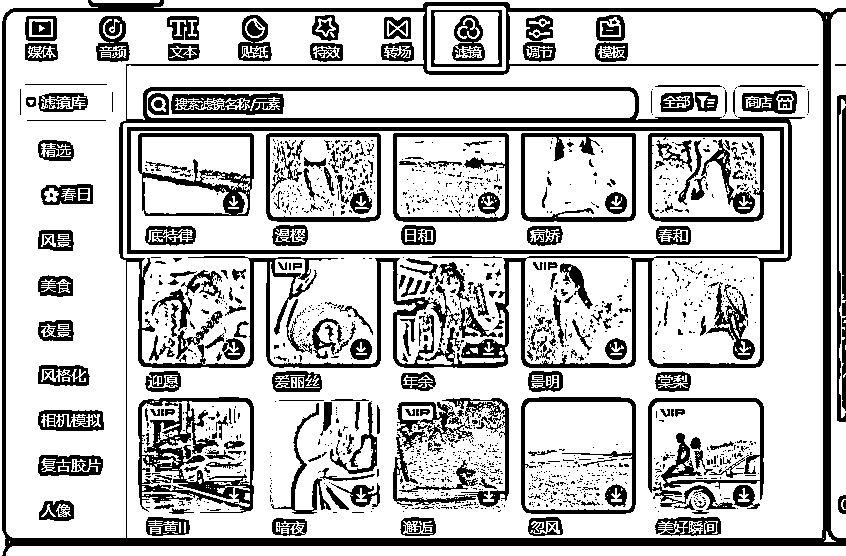 媒体 音频 文本 贴纸 特效 转场 滤镜 调节 模板
滤镜库
搜索滤镜名称/元素
全部
商店
精选
春日
风景
美食
夜景
风格化
相机模拟
复古胶片
人像
底特律 漫樱 日和 病娇 春和
VIP VIP
迎夏 爱丽丝 年余 景明 棠梨
VIP VIP VIP
青黄II 暗夜 邂逅 忽风 美好瞬间